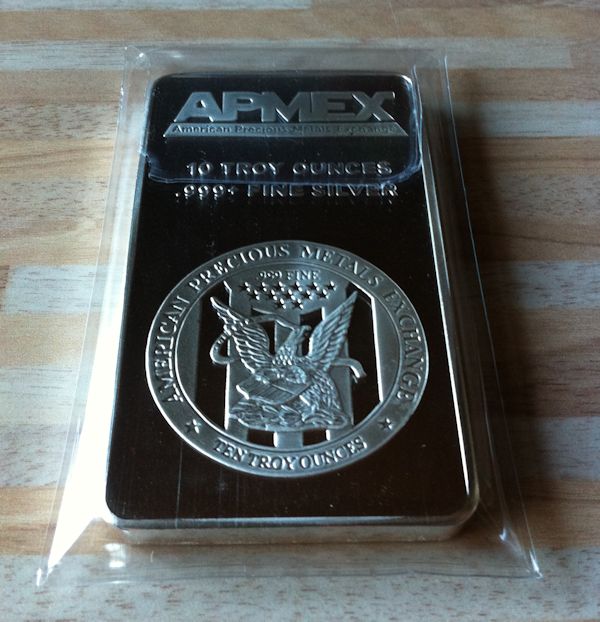 APMEX
American Precious Metals Exchange
10 TROY OUNCES
.999+ FINE SILVER
AMERICAN PRECIOUS METALS EXCHANGE
.999 FINE
TEN TROY OUNCES